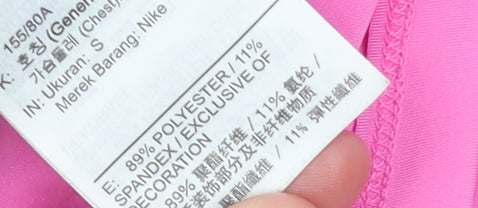 155/80A
K: 호칭 (Gener
가슴둘레 (Chest)
IN: Ukuran: S
Merek Barang: Nike
E: 89% POLYESTER / 11%
SPANDEX / EXCLUSIVE OF
DECORATION
89% 聚酯纤维 / 11% 氨纶 /
装饰部分及非纤维物质
聚酯纖維 / 11% 彈性纖維